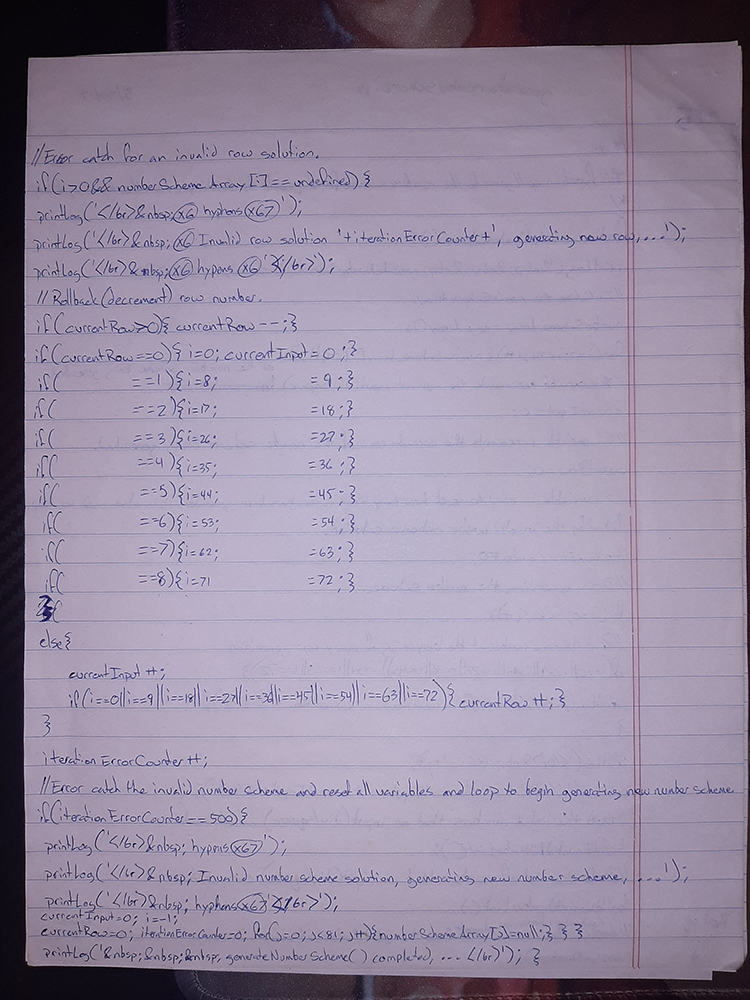 //Error catch for an invalid row solution.
if(i>0&& numberSchemeArray[i]==undefined){
printLog('</br>&nbsp;x6 hyphens x67');
printLog('</br>&nbsp;x6 Invalid row solution '+iterationErrorCounter+', generating new row,...');
printLog('</br>&nbsp;x6 hypens x6'</br>');
//Rollback(decrement) row number.
if(currentRow>0){ currentRow--;}
if(currentRow==0){ i=0; currentInput=0;}
if( ==1){i=8; =9;}
if( ==2){i=17; =18;}
if( ==3){i=26; =27;}
if( ==4){i=35; =36;}
if( ==5){i=44; =45;}
if( ==6){i=53; =54;}
if( ==7){i=62; =63;}
if( ==8){i=71 =72;}
}
else{
currentInput++;
if(i==0||i==9||i==18||i==27||i==36||i==45||i==54||i==63||i==72){ currentRow++;}
}
iterationErrorCounter++;
//Error catch the invalid number scheme and reset all variables and loop to begin generating new number scheme
if(iterationErrorCounter==500){
printLog('</br>&nbsp; hypens x67');
printLog('</br>&nbsp; Invalid number scheme solution, generating new number scheme, ...');
printLog('</br>&nbsp; hyphens x67'</br>');
currentInput=0; i=-1;
currentRow=0; iterationErrorCounter=0; for(j=0; j<81; j++){numberSchemeArray[j]=null;} } }
printLog('&nbsp;&nbsp;&nbsp; generateNumberScheme() completed, ... </br>'); }